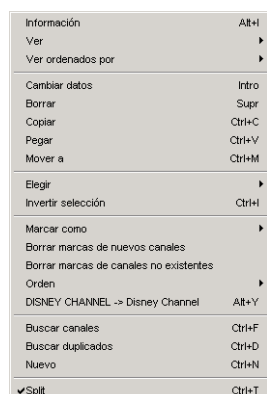 Información Alt+I
Ver
Ver ordenados por
Cambiar datos Intro
Borrar Supr
Copiar Ctrl+C
Pegar Ctrl+V
Mover a Ctrl+M
Elegir
Invertir selección Ctrl+I
Marcar como
Borrar marcas de nuevos canales
Borrar marcas de canales no existentes
Orden
DISNEY CHANNEL -> Disney Channel Alt+Y
Buscar canales Ctrl+F
Buscar duplicados Ctrl+D
Nuevo Ctrl+N
Split Ctrl+T